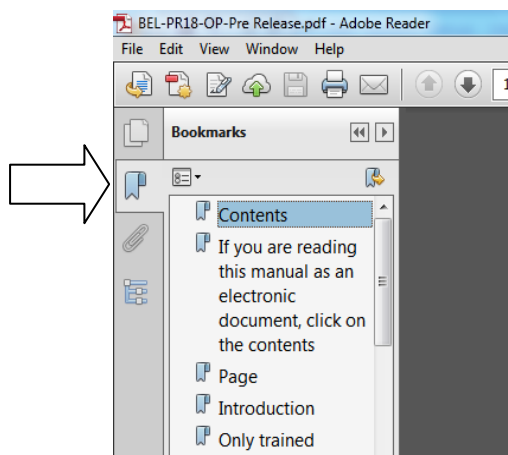 BEL-PR18-OP-Pre Release.pdf - Adobe Reader
File Edit View Window Help
1
Bookmarks
Contents
If you are reading
this manual as an
electronic
document, click on
the contents
Page
Introduction
Only trained